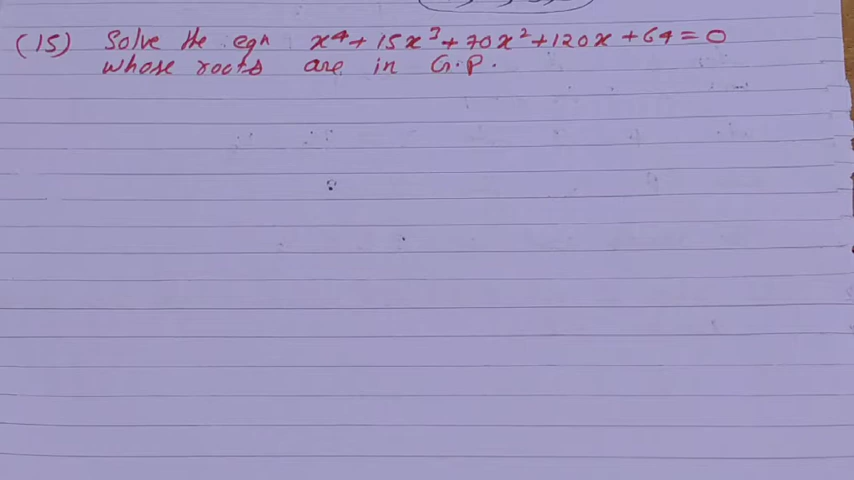 (15) Solve the eqn x⁴+15x³+70x²+120x+64=0
whose roots are in G.P.